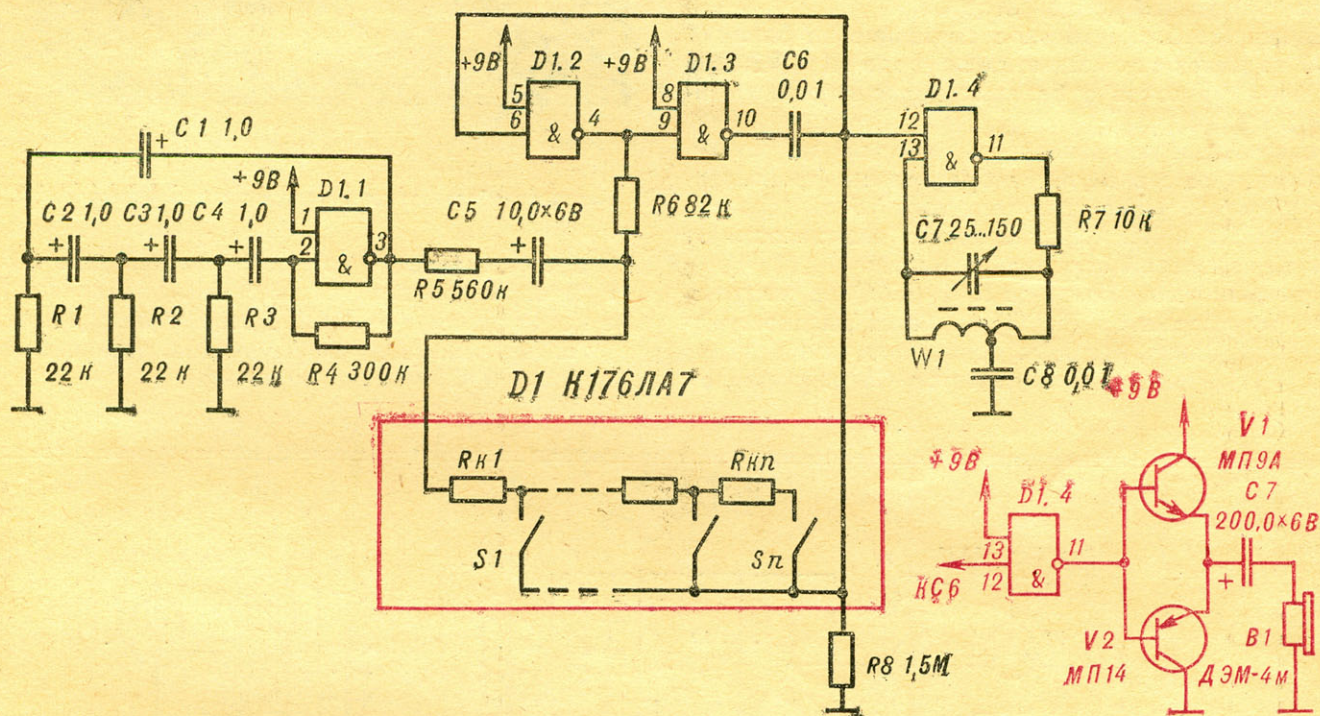 +9В
D1.2
5
6
&
4
+9В
D1.3
8
9
&
10
C6
0,01
D1.4
12
13
&
11
C1 1,0
+
+9В
D1.1
1
2
&
3
C2 1,0
+
C3 1,0
+
C4 1,0
+
R1
22 к
R2
22 к
R3
22 к
R4 300к
C5 10,0×6В
+
R5 560к
R6 82 к
C7 25...150
R7 10к
W1
C8 0,01
D1 К176ЛА7
Rк1
Rкп
S1
Sп
R8 1,5М
+9В
V1
МП9А
C7
200,0×6В
+
+9В
D1.4
13
12
&
11
КС6
V2
МП14
B1
ДЭМ-4м